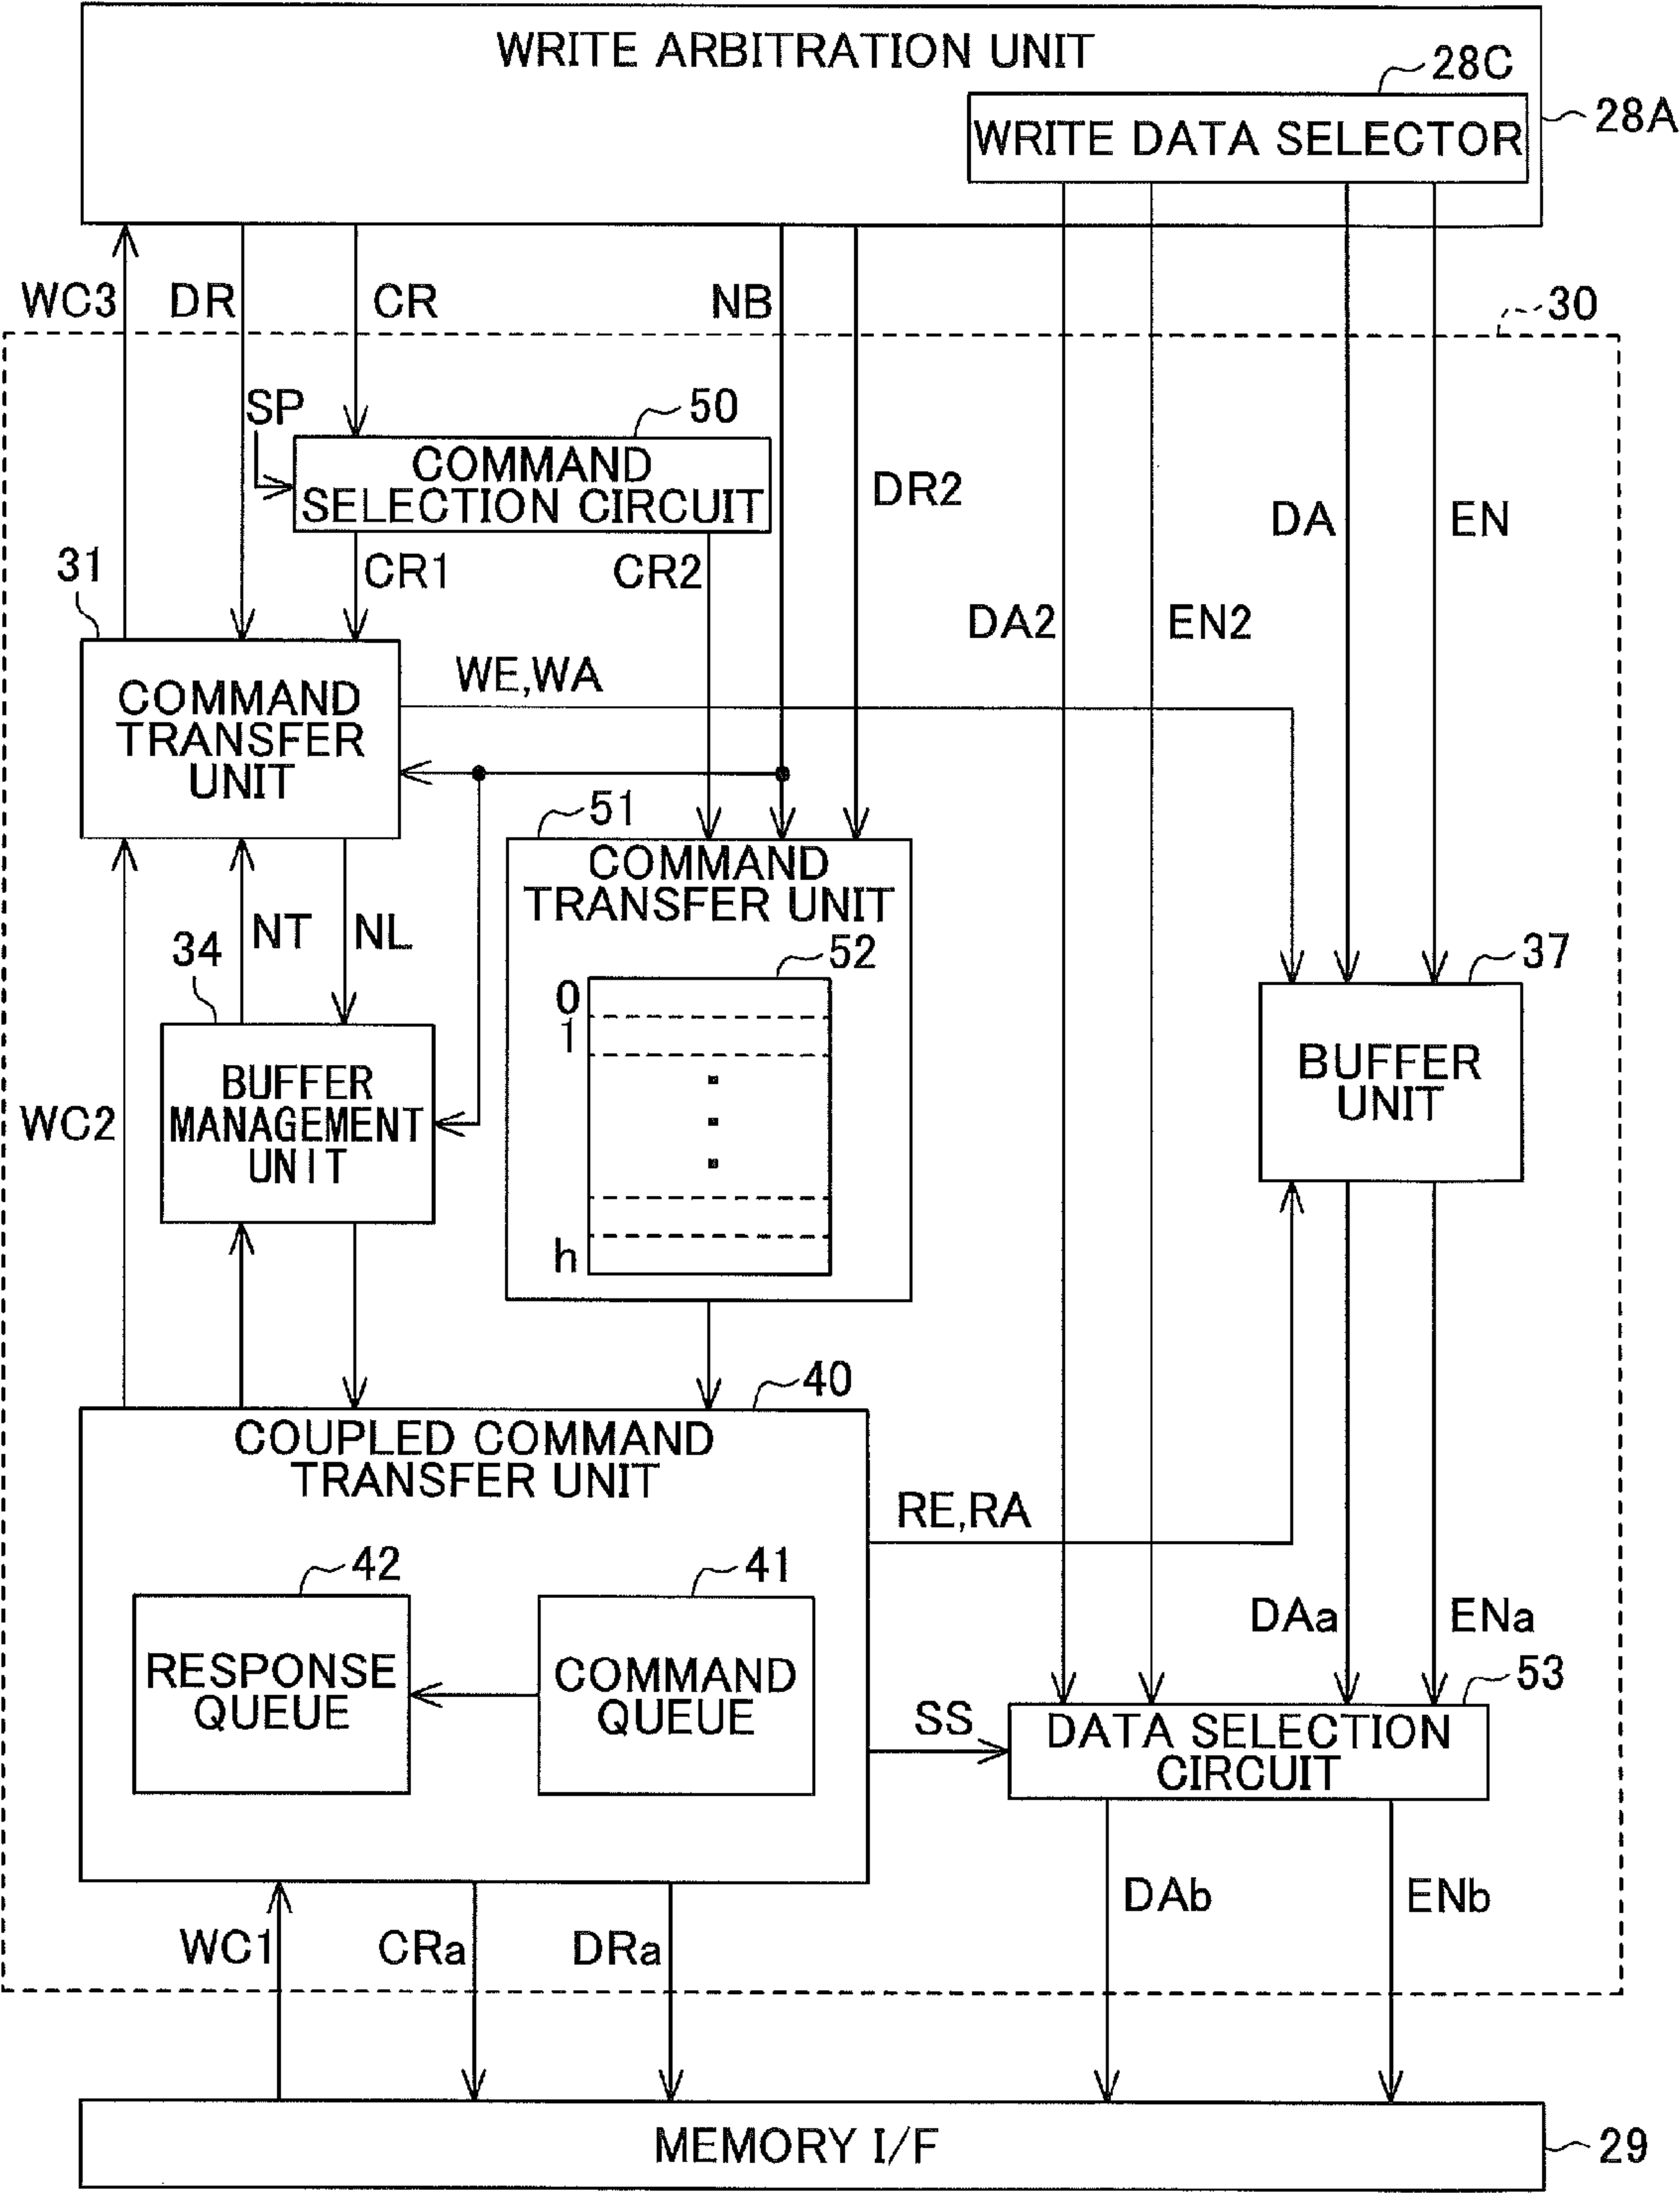 WRITE ARBITRATION UNIT
28C
28A
WRITE DATA SELECTOR
WC3
DR
CR
NB
30
SP
50
COMMAND
SELECTION CIRCUIT
DR2
DA
EN
31
CR1
CR2
DA2
EN2
COMMAND
TRANSFER
UNIT
WE,WA
51
COMMAND
TRANSFER UNIT
34
NT
NL
52
37
0
1
h
BUFFER
MANAGEMENT
UNIT
BUFFER
UNIT
WC2
40
COUPLED COMMAND
TRANSFER UNIT
RE,RA
42
41
RESPONSE
QUEUE
COMMAND
QUEUE
DAa
ENa
53
SS
DATA SELECTION
CIRCUIT
WC1
CRa
DRa
DAb
ENb
MEMORY I/F
29